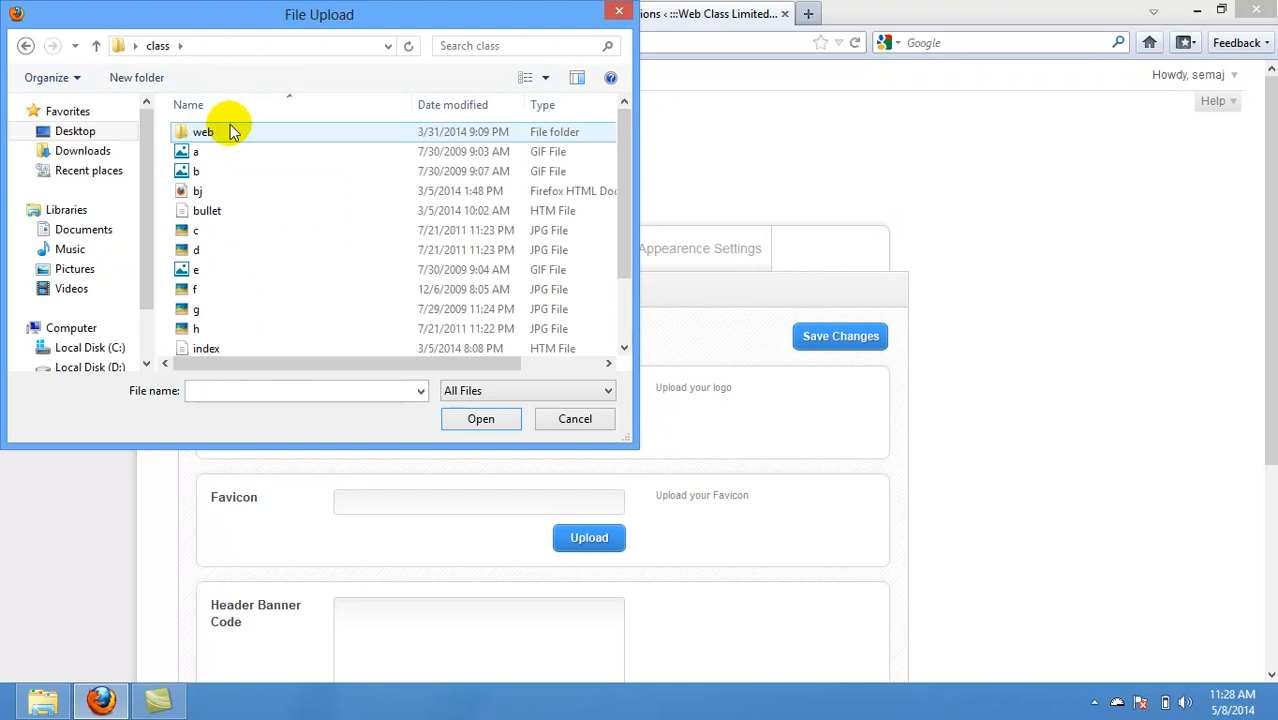 File Upload
ions ‹ :::Web Class Limited...
class
Search class
Google
Feedback
Organize
New folder
Howdy, semaj
Help
Favorites
Desktop
Downloads
Recent places
Libraries
Documents
Music
Pictures
Videos
Computer
Local Disk (C:)
Local Disk (D:)
Name Date modified Type
web 3/31/2014 9:09 PM File folder
a 7/30/2009 9:03 AM GIF File
b 7/30/2009 9:07 AM GIF File
bj 3/5/2014 1:48 PM Firefox HTML Doc
bullet 3/5/2014 10:02 AM HTM File
c 7/21/2011 11:23 PM JPG File
d 7/21/2011 11:23 PM JPG File
e 7/30/2009 9:04 AM GIF File
f 12/6/2009 8:05 AM JPG File
g 7/29/2009 11:24 PM JPG File
h 7/21/2011 11:22 PM JPG File
index 3/5/2014 8:08 PM HTM File
File name:
All Files
Open
Cancel
Appearence Settings
Save Changes
Upload your logo
Favicon
Upload your Favicon
Upload
Header Banner
Code
11:28 AM
5/8/2014